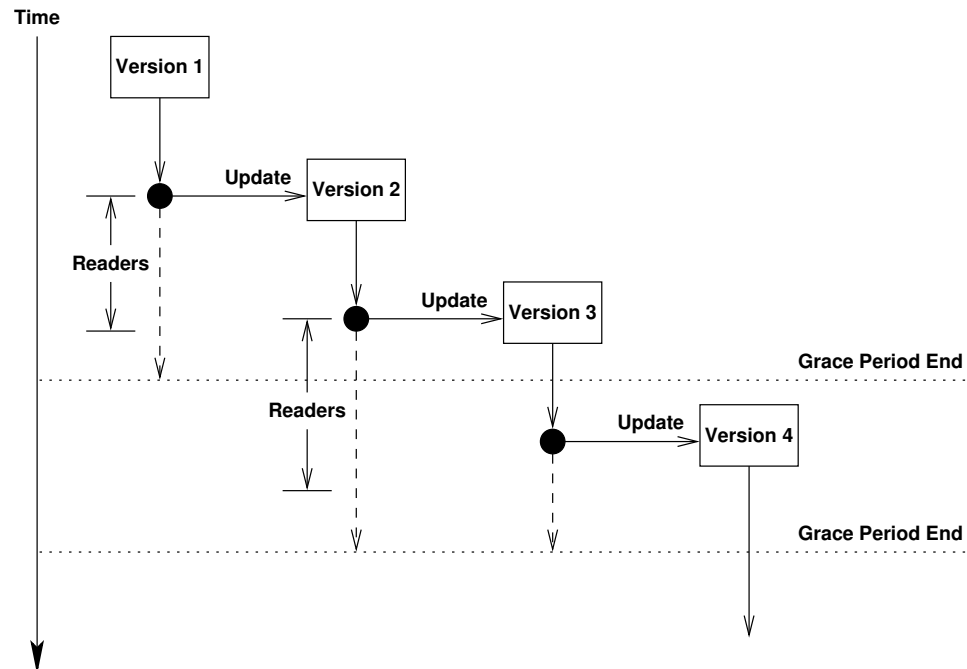 Time
Version 1
Update
Version 2
Readers
Update
Version 3
Grace Period End
Readers
Update
Version 4
Grace Period End